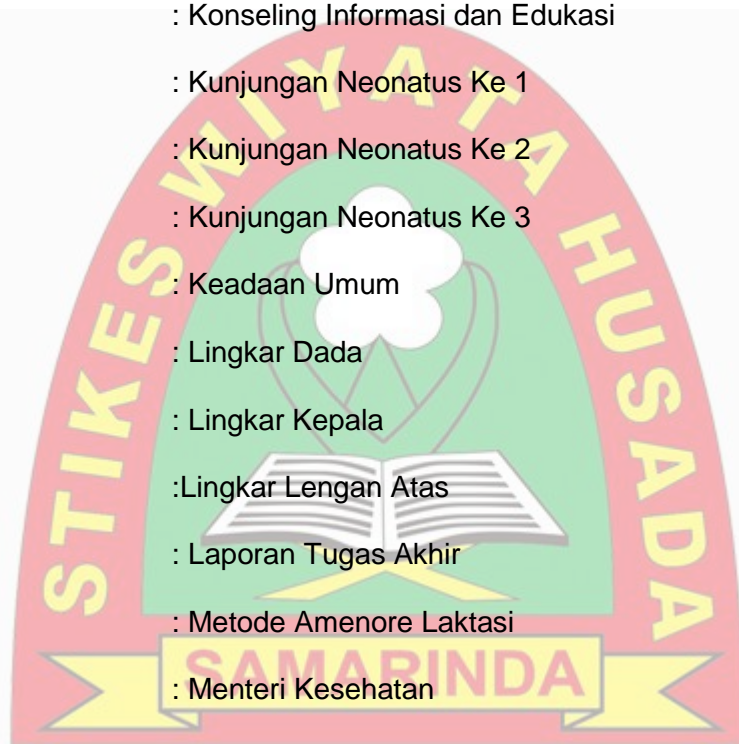 : Konseling Informasi dan Edukasi
: Kunjungan Neonatus Ke 1
: Kunjungan Neonatus Ke 2
: Kunjungan Neonatus Ke 3
: Keadaan Umum
: Lingkar Dada
: Lingkar Kepala
:Lingkar Lengan Atas
: Laporan Tugas Akhir
: Metode Amenore Laktasi
: Menteri Kesehatan
STIKES WIYATA HUSADA
SAMARINDA